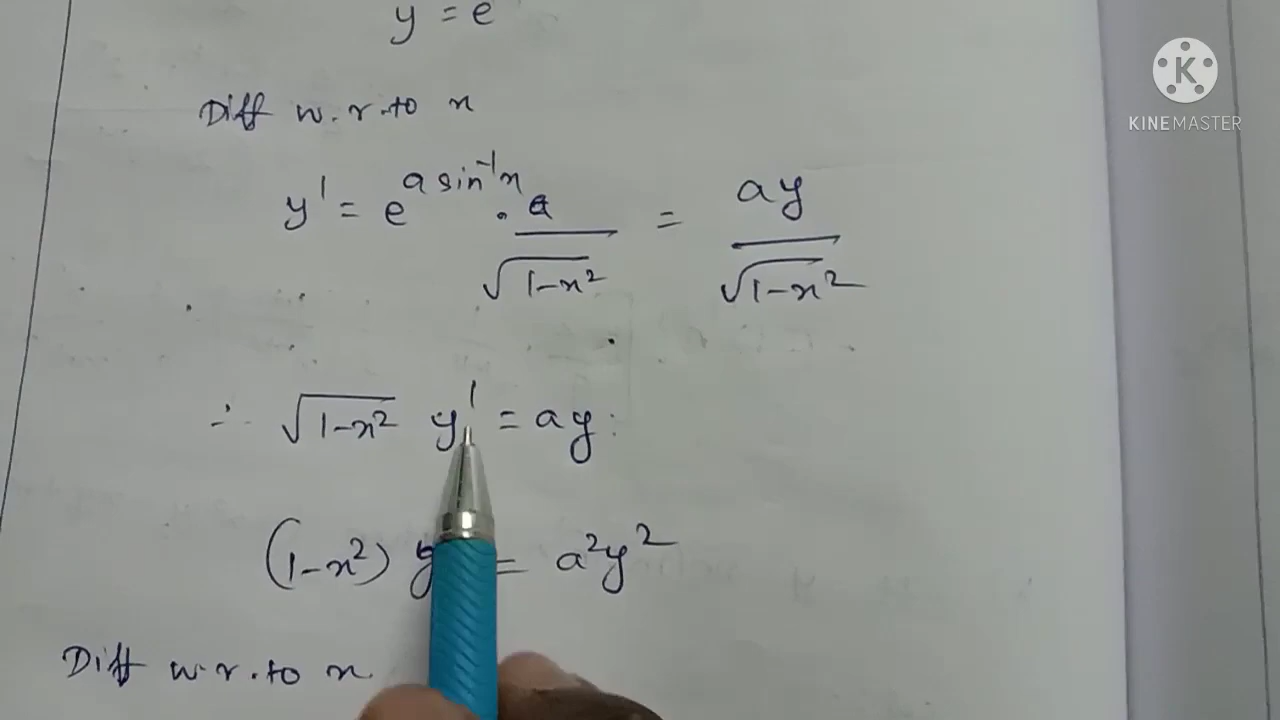 y = e
KINEMASTER
Diff w.r.to x
y' = e^{a sin⁻¹x} · a/√(1-x²) = ay/√(1-x²)
∴ √(1-x²) y' = ay
(1-x²) y = a²y²
Diff w.r.to x